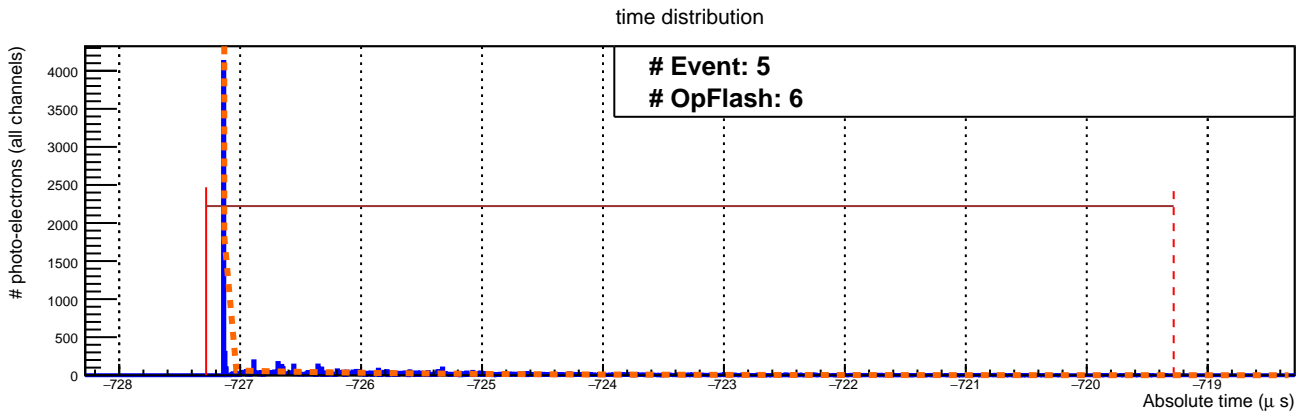 time distribution
# Event: 5
# OpFlash: 6
# photo-electrons (all channels)
4000
3500
3000
2500
2000
1500
1000
500
0
−728 −727 −726 −725 −724 −723 −722 −721 −720 −719
Absolute time (μ s)